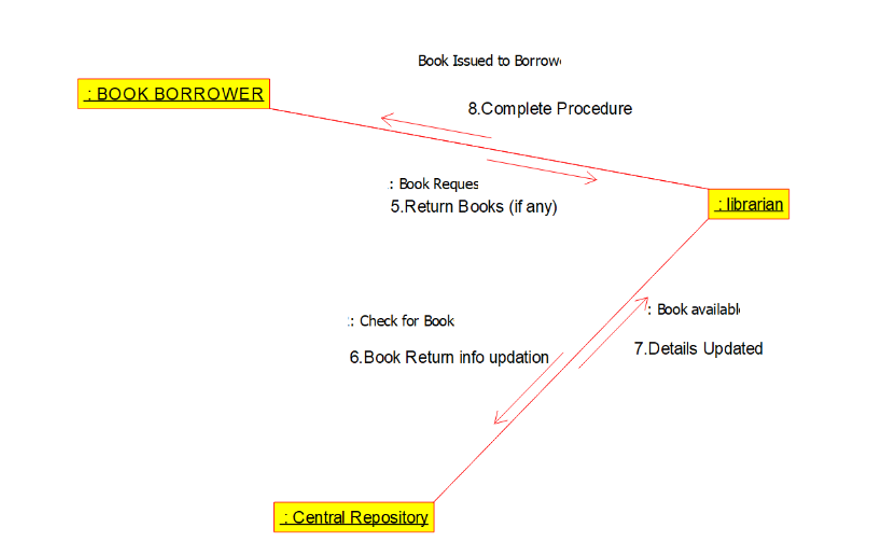 Book Issued to Borrowe
: BOOK BORROWER
8.Complete Procedure
: Book Reques
5.Return Books (if any)
: librarian
: Book availabl
:: Check for Book
7.Details Updated
6.Book Return info updation
: Central Repository